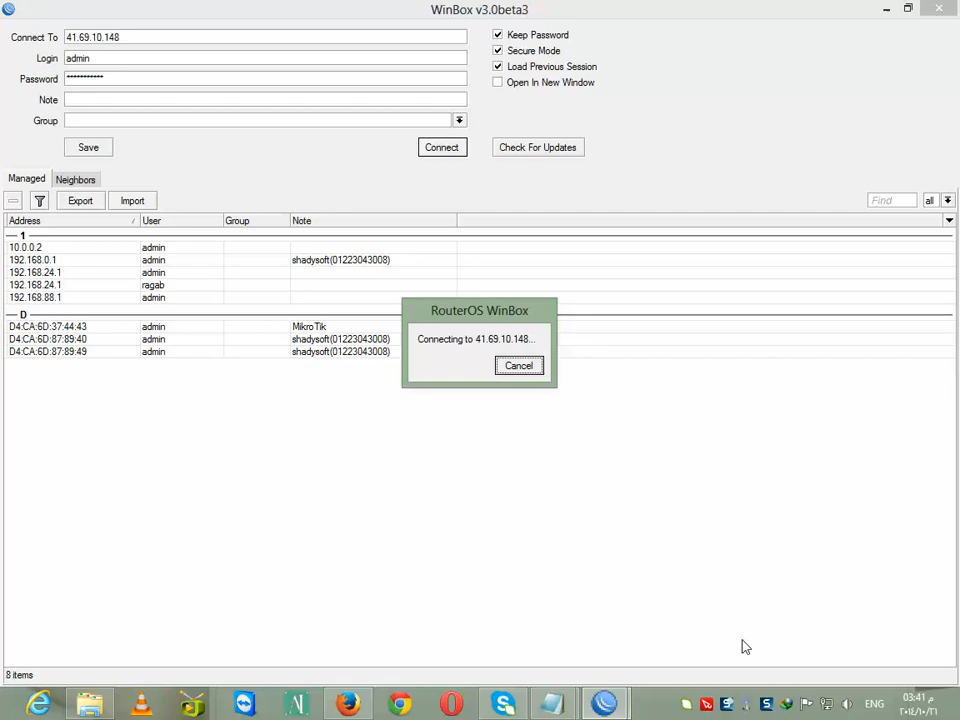 WinBox v3.0beta3
Connect To 41.69.10.148
Keep Password
Login admin
Secure Mode
Password ***********
Load Previous Session
Note
Open In New Window
Group
Save Connect Check For Updates
Managed Neighbors
Export Import Find all
Address User Group Note
1
10.0.0.2 admin
192.168.0.1 admin shadysoft(01223043008)
192.168.24.1 admin
192.168.24.1 ragab
192.168.88.1 admin
D
D4:CA:6D:37:44:43 admin MikroTik
D4:CA:6D:87:89:40 admin shadysoft(01223043008)
D4:CA:6D:87:89:49 admin shadysoft(01223043008)
RouterOS WinBox
Connecting to 41.69.10.148...
Cancel
8 items
ENG
03:41 م
٢٠١٤/١٠/٢١